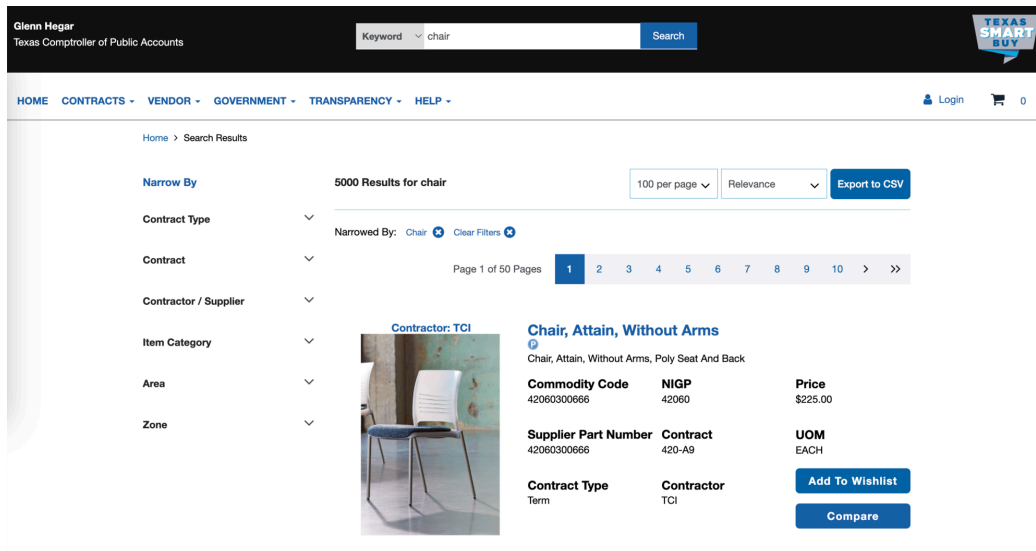 Glenn Hegar
Texas Comptroller of Public Accounts
Keyword chair Search
TEXAS
SMART
BUY
HOME CONTRACTS VENDOR GOVERNMENT TRANSPARENCY HELP Login 0
Home > Search Results
Narrow By
Contract Type
Contract
Contractor / Supplier
Item Category
Area
Zone
5000 Results for chair 100 per page Relevance Export to CSV
Narrowed By: Chair Clear Filters
Page 1 of 50 Pages 1 2 3 4 5 6 7 8 9 10 > >>
Contractor: TCI
Chair, Attain, Without Arms
P
Chair, Attain, Without Arms, Poly Seat And Back
Commodity Code NIGP Price
42060300666 42060 $225.00
Supplier Part Number Contract UOM
42060300666 420-A9 EACH
Contract Type Contractor
Term TCI
Add To Wishlist
Compare